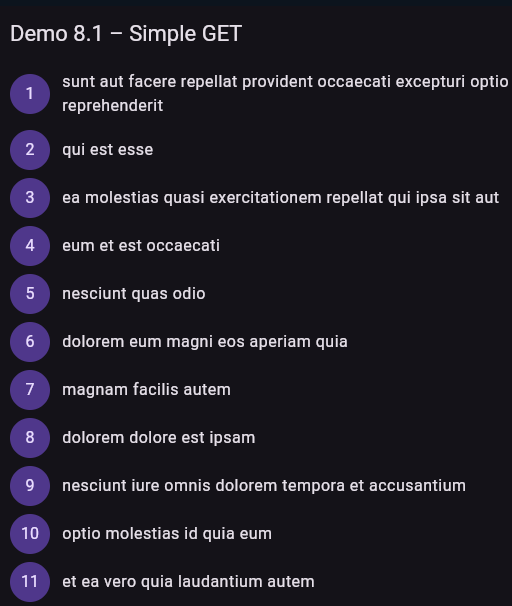 Demo 8.1 – Simple GET
1 sunt aut facere repellat provident occaecati excepturi optio
reprehenderit
2 qui est esse
3 ea molestias quasi exercitationem repellat qui ipsa sit aut
4 eum et est occaecati
5 nesciunt quas odio
6 dolorem eum magni eos aperiam quia
7 magnam facilis autem
8 dolorem dolore est ipsam
9 nesciunt iure omnis dolorem tempora et accusantium
10 optio molestias id quia eum
11 et ea vero quia laudantium autem